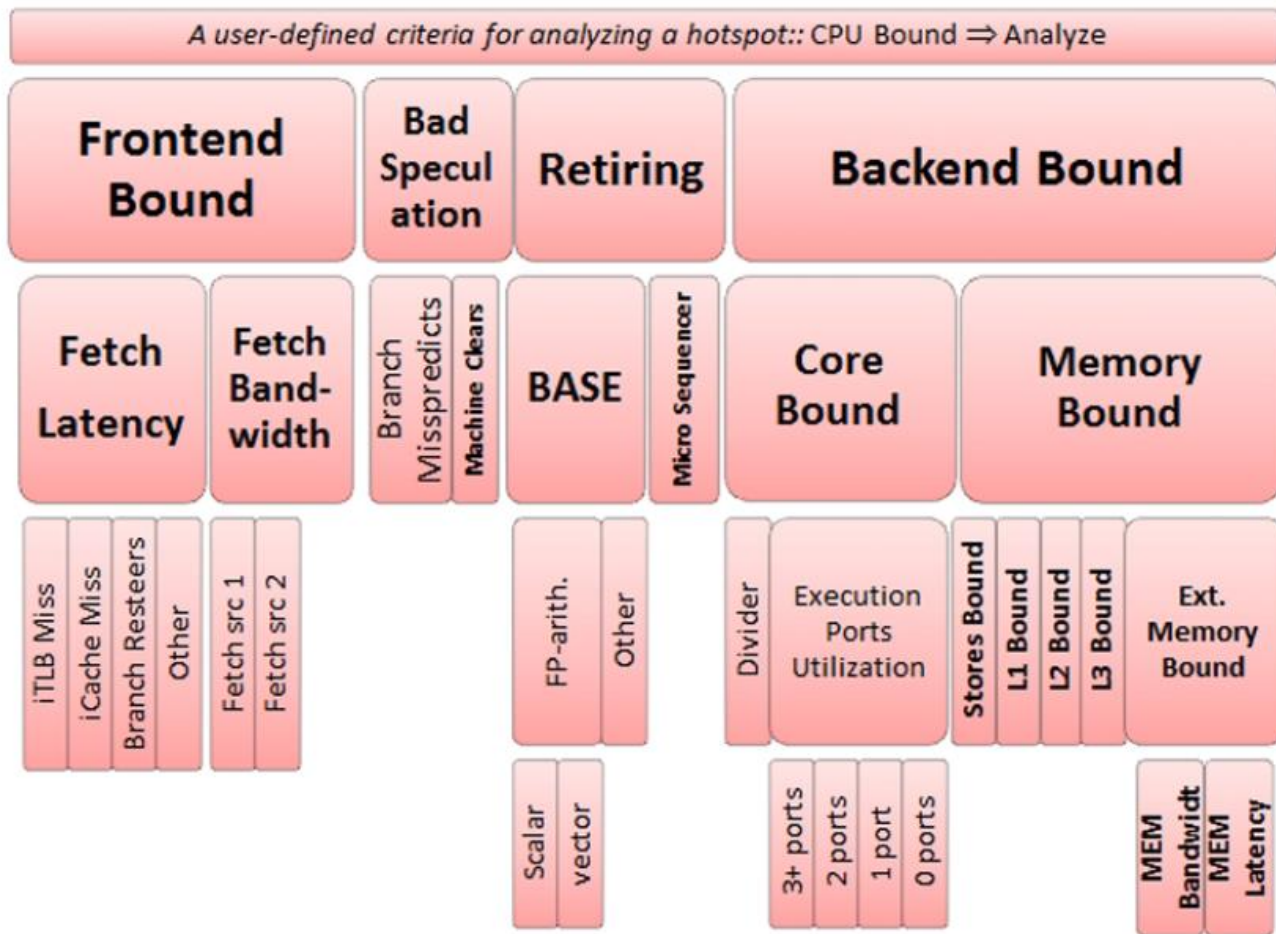 A user-defined criteria for analyzing a hotspot:: CPU Bound ⇒ Analyze
Frontend
Bound
Bad
Specul
ation
Retiring
Backend Bound
Fetch
Latency
Fetch
Band-
width
Branch
Misspredicts
Machine Clears
BASE
Micro Sequencer
Core
Bound
Memory
Bound
iTLB Miss
iCache Miss
Branch Resteers
Other
Fetch src 1
Fetch src 2
FP-arith.
Other
Divider
Execution
Ports
Utilization
Stores Bound
L1 Bound
L2 Bound
L3 Bound
Ext.
Memory
Bound
Scalar
vector
3+ ports
2 ports
1 port
0 ports
MEM
Bandwidt
MEM
Latency